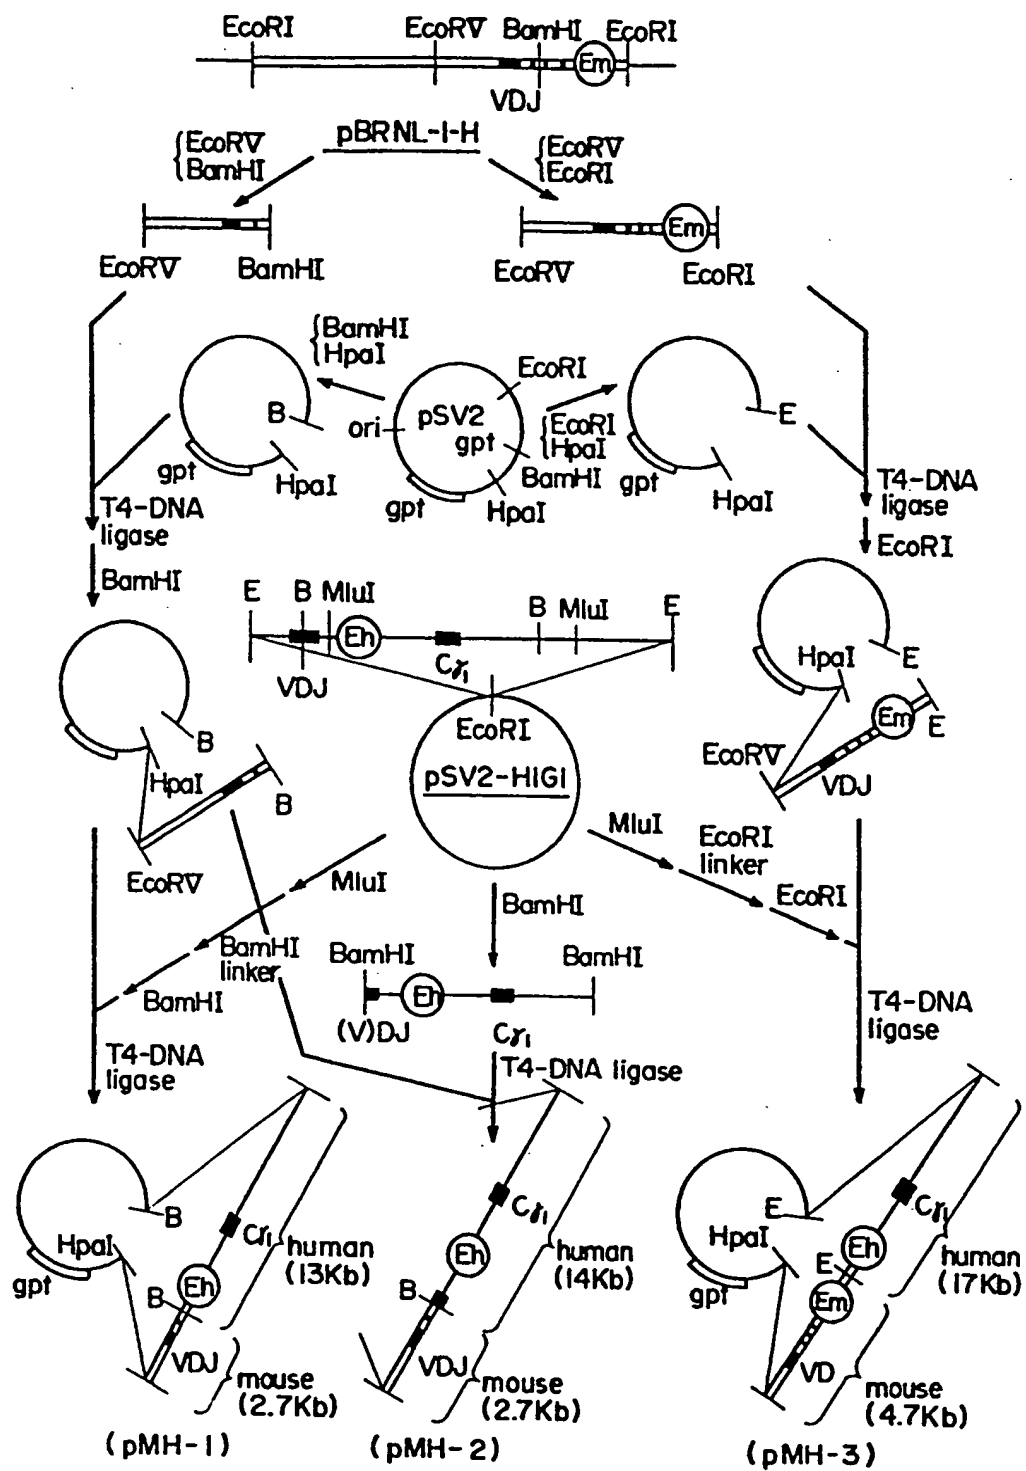 EcoRI EcoRV BamHI EcoRI
Em
VDJ
pBRNL-I-H
EcoRV
BamHI
EcoRV
EcoRI
Em
EcoRV BamHI
EcoRV EcoRI
BamHI
HpaI
B
gpt
HpaI
ori
pSV2
gpt
EcoRI
BamHI
HpaI
gpt
EcoRI
HpaI
E
gpt
HpaI
T4-DNA
ligase
BamHI
T4-DNA
ligase
EcoRI
E B MluI B MluI E
Eh
Cγ1
VDJ
EcoRI
pSV2-HIGI
B
HpaI
B
EcoRV
HpaI
E
Em
E
EcoRV
VDJ
MluI
BamHI
linker
BamHI
BamHI
MluI
EcoRI
linker
EcoRI
BamHI BamHI
Eh
(V)DJ
Cγ1
T4-DNA
ligase
T4-DNA ligase
T4-DNA
ligase
B
HpaI
gpt
Cγ1
Eh
B
VDJ
human
(13Kb)
mouse
(2.7Kb)
(pMH-1)
Cγ1
Eh
B
VDJ
human
(14Kb)
mouse
(2.7Kb)
(pMH-2)
E
HpaI
gpt
Cγ1
Eh
E
Em
VD
human
(17Kb)
mouse
(4.7Kb)
(pMH-3)